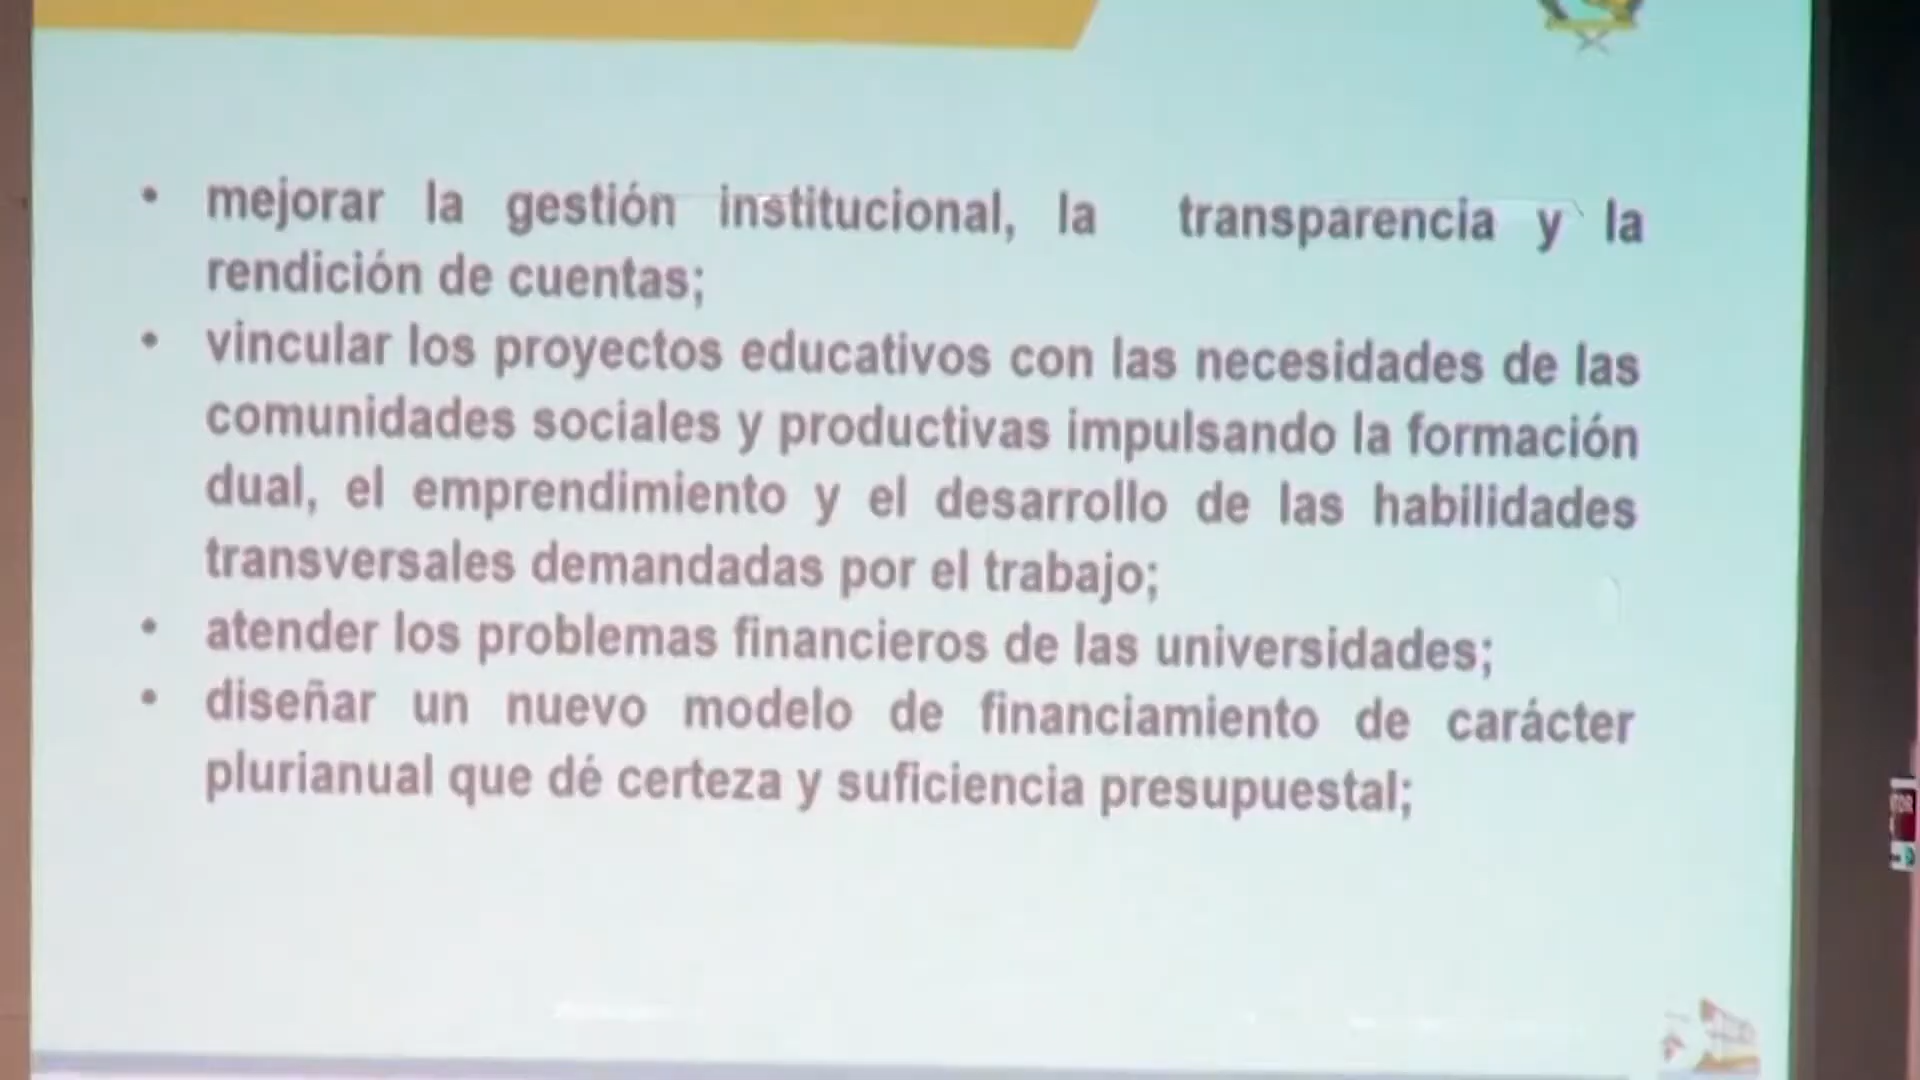 • mejorar la gestión institucional, la transparencia y la
rendición de cuentas;
• vincular los proyectos educativos con las necesidades de las
comunidades sociales y productivas impulsando la formación
dual, el emprendimiento y el desarrollo de las habilidades
transversales demandadas por el trabajo;
• atender los problemas financieros de las universidades;
• diseñar un nuevo modelo de financiamiento de carácter
plurianual que dé certeza y suficiencia presupuestal;